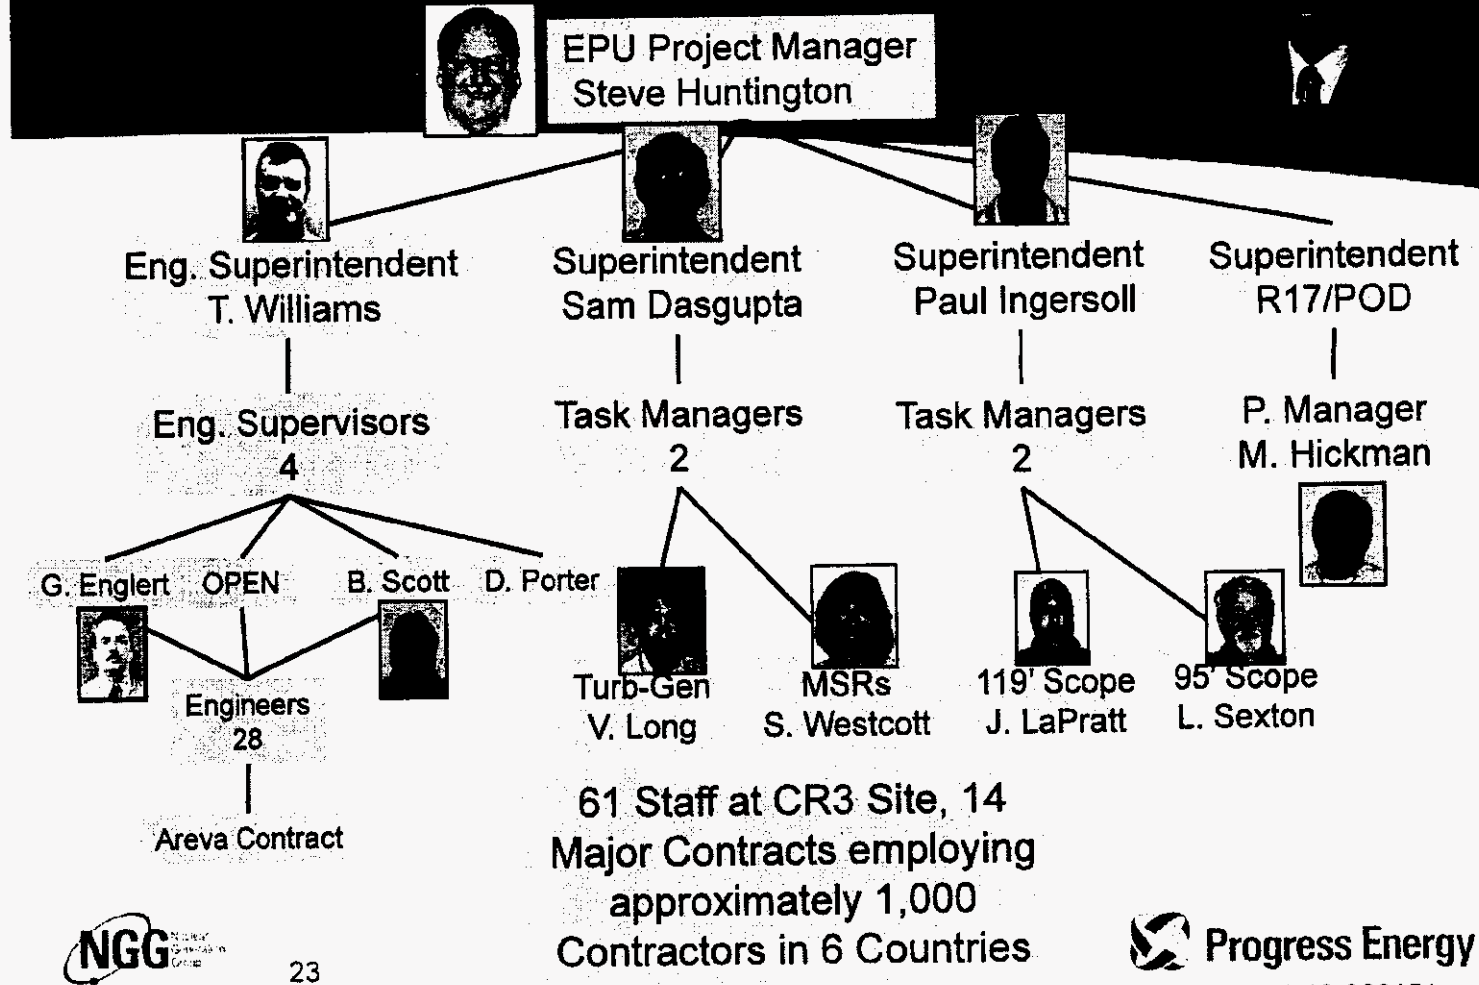 EPU Project Manager
Steve Huntington
Eng. Superintendent
T. Williams
Superintendent
Sam Dasgupta
Superintendent
Paul Ingersoll
Superintendent
R17/POD
Eng. Supervisors
4
Task Managers
2
Task Managers
2
P. Manager
M. Hickman
G. Englert
OPEN
B. Scott
D. Porter
Engineers
28
Areva Contract
Turb-Gen
V. Long
MSRs
S. Westcott
119' Scope
J. LaPratt
95' Scope
L. Sexton
61 Staff at CR3 Site, 14
Major Contracts employing
approximately 1,000
Contractors in 6 Countries
NGG
23
Progress Energy